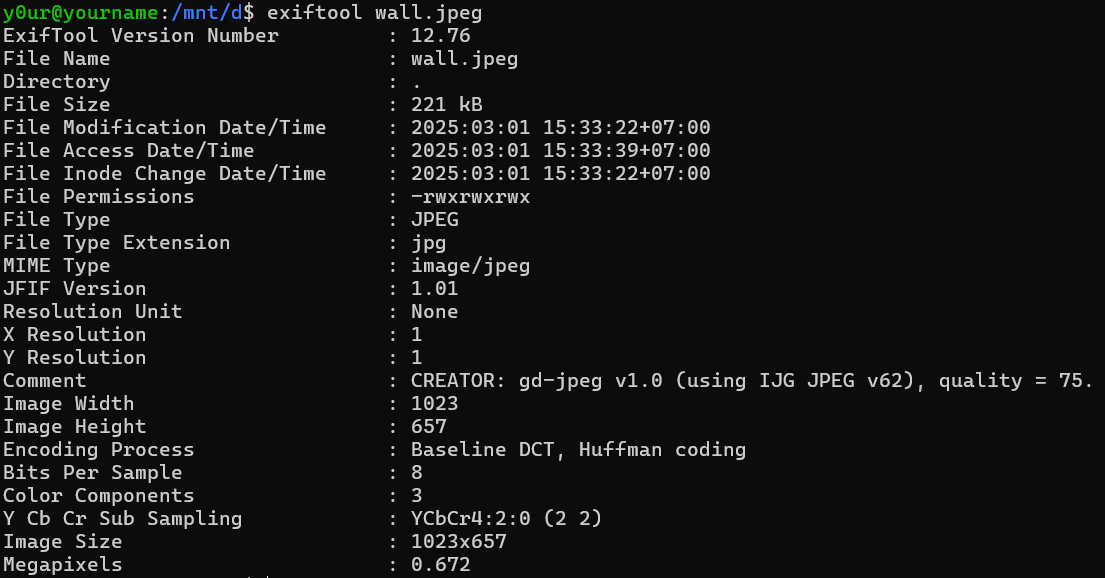 y0ur@yourname:/mnt/d$ exiftool wall.jpeg
ExifTool Version Number         : 12.76
File Name                       : wall.jpeg
Directory                       : .
File Size                       : 221 kB
File Modification Date/Time     : 2025:03:01 15:33:22+07:00
File Access Date/Time           : 2025:03:01 15:33:39+07:00
File Inode Change Date/Time     : 2025:03:01 15:33:22+07:00
File Permissions                : -rwxrwxrwx
File Type                       : JPEG
File Type Extension             : jpg
MIME Type                       : image/jpeg
JFIF Version                    : 1.01
Resolution Unit                 : None
X Resolution                    : 1
Y Resolution                    : 1
Comment                         : CREATOR: gd-jpeg v1.0 (using IJG JPEG v62), quality = 75.
Image Width                     : 1023
Image Height                    : 657
Encoding Process                : Baseline DCT, Huffman coding
Bits Per Sample                 : 8
Color Components                : 3
Y Cb Cr Sub Sampling            : YCbCr4:2:0 (2 2)
Image Size                      : 1023x657
Megapixels                      : 0.672